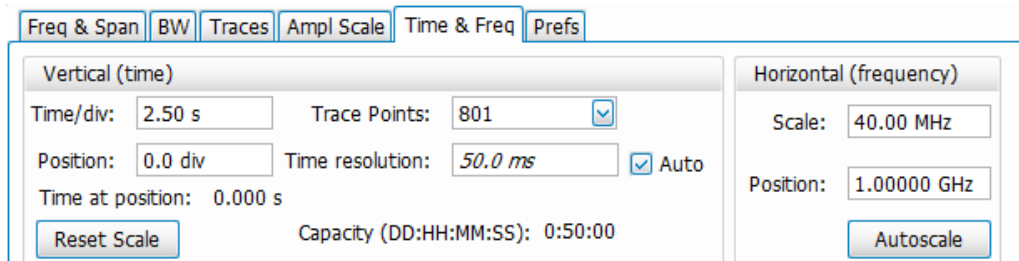 Freq & Span BW Traces Ampl Scale Time & Freq Prefs
Vertical (time)
Time/div: 2.50 s Trace Points: 801
Position: 0.0 div Time resolution: 50.0 ms Auto
Time at position: 0.000 s
Reset Scale Capacity (DD:HH:MM:SS): 0:50:00
Horizontal (frequency)
Scale: 40.00 MHz
Position: 1.00000 GHz
Autoscale